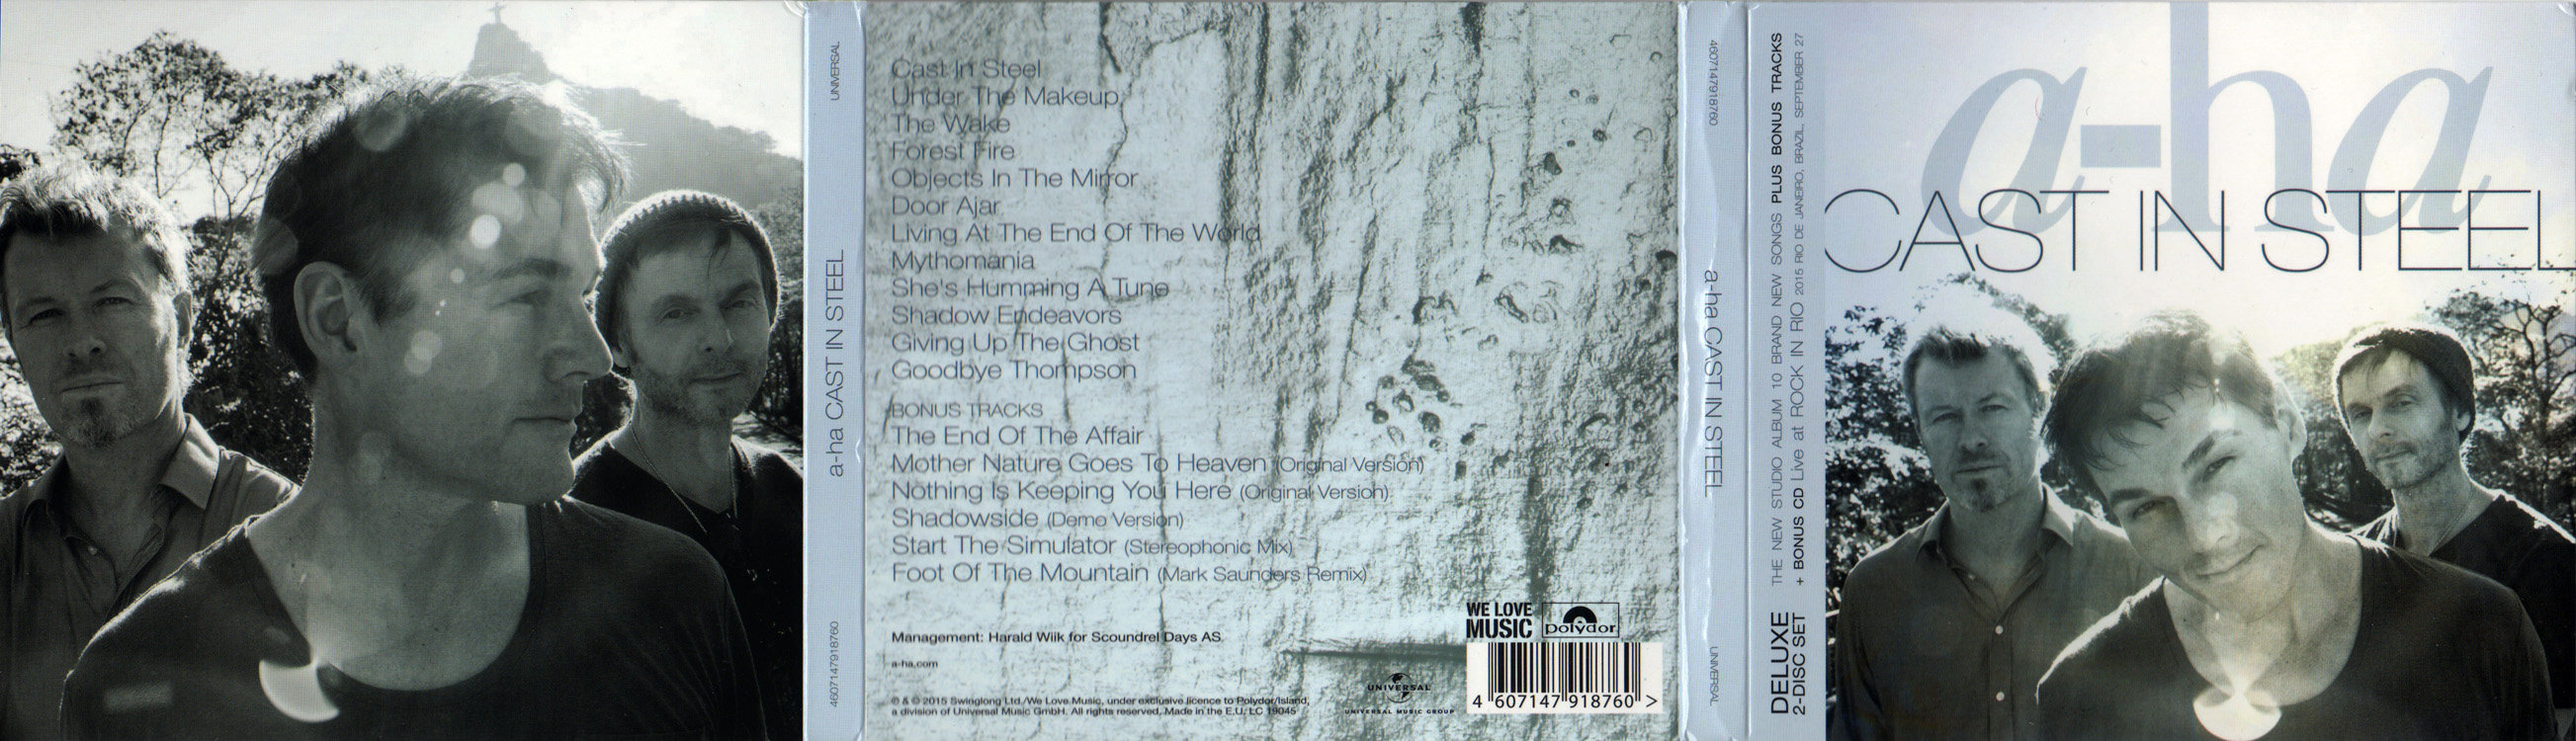 UNIVERSAL
a-ha CAST IN STEEL
4607147918760
Cast In Steel
Under The Makeup
The Wake
Forest Fire
Objects In The Mirror
Door Ajar
Living At The End Of The World
Mythomania
She's Humming A Tune
Shadow Endeavors
Giving Up The Ghost
Goodbye Thompson
BONUS TRACKS
The End Of The Affair
Mother Nature Goes To Heaven (Original Version)
Nothing Is Keeping You Here (Original Version)
Shadowside (Demo Version)
Start The Simulator (Stereophonic Mix)
Foot Of The Mountain (Mark Saunders Remix)
Management: Harald Wiik for Scoundrel Days AS
a-ha.com
℗ & © 2015 Swinglong Ltd./We Love Music, under exclusive licence to Polydor/Island,
a division of Universal Music GmbH. All rights reserved. Made in the E.U. LC 19045
UNIVERSAL
UNIVERSAL MUSIC GROUP
WE LOVE
MUSIC
polydor
4 607147 918760 >
4607147918760
a-ha CAST IN STEEL
UNIVERSAL
DELUXE
2-DISC SET
THE NEW STUDIO ALBUM 10 BRAND NEW SONGS PLUS BONUS TRACKS
+ BONUS CD Live at ROCK IN RIO 2015 RIO DE JANEIRO, BRAZIL, SEPTEMBER 27
a-ha
CAST IN STEEL